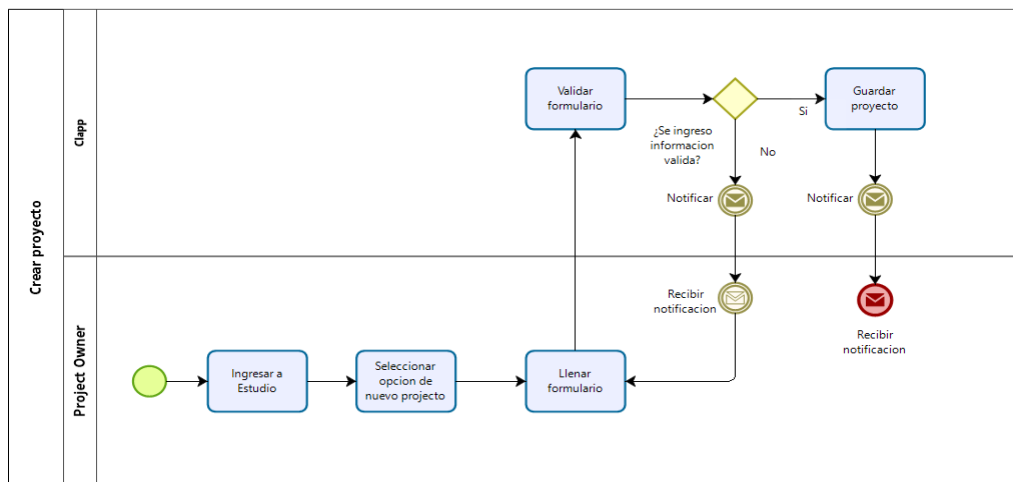 Crear proyecto
Clapp
Validar
formulario
¿Se ingreso
informacion
valida?
Si
No
Guardar
proyecto
Notificar
Notificar
Project Owner
Ingresar a
Estudio
Seleccionar
opcion de
nuevo projecto
Llenar
formulario
Recibir
notificacion
Recibir
notificacion